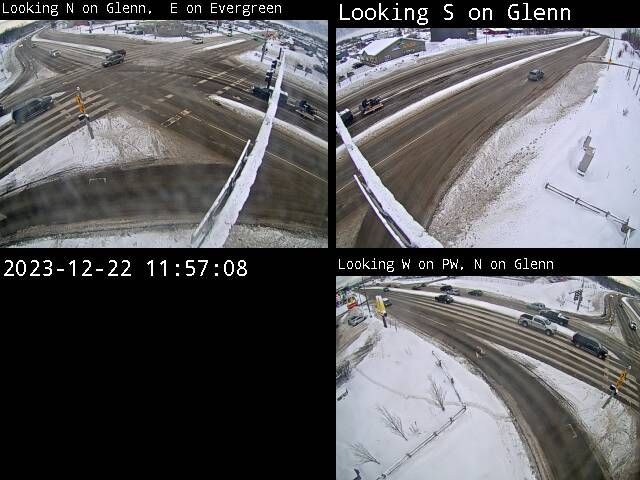 Looking N on Glenn, E on Evergreen
Looking S on Glenn
2023-12-22 11:57:08
Looking W on PW, N on Glenn